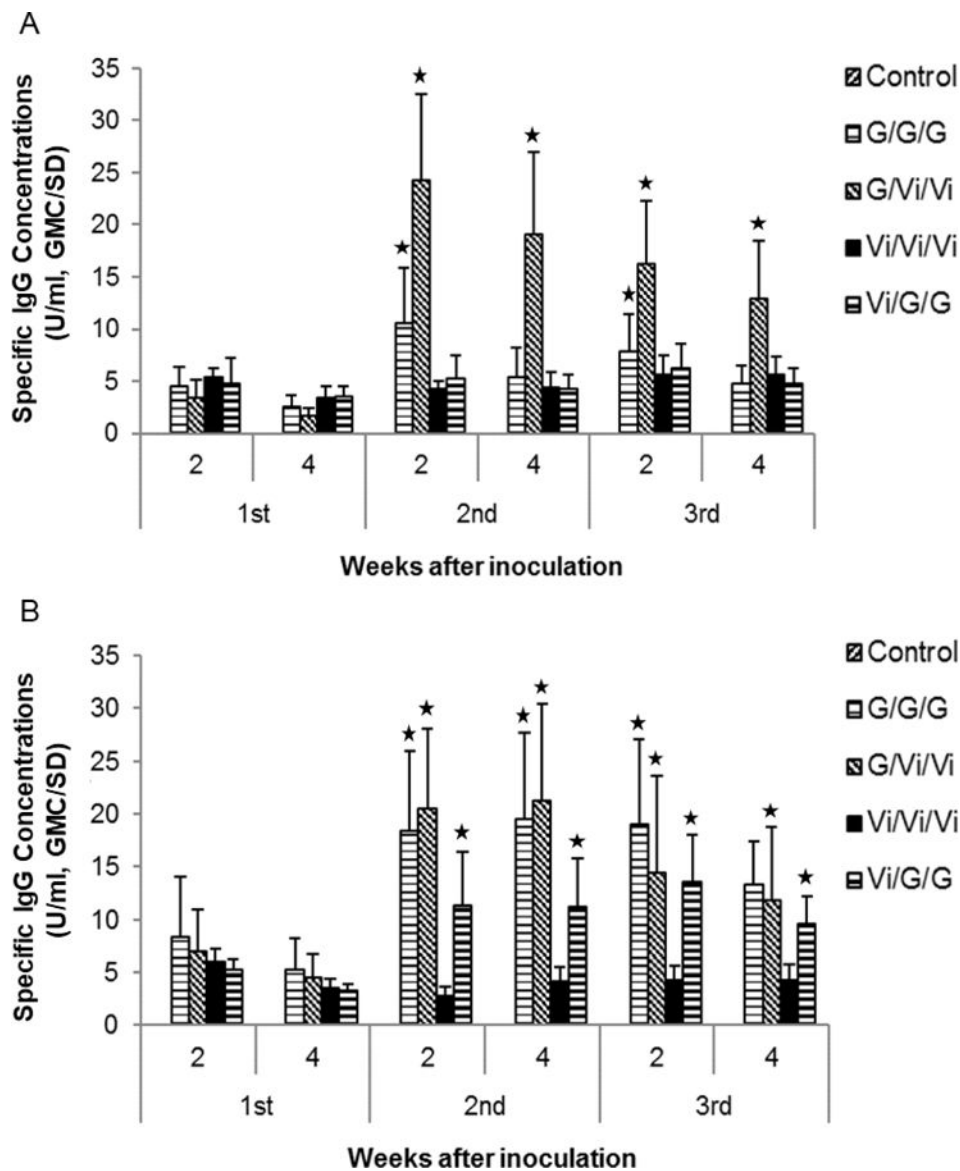 A
Specific IgG Concentrations
(U/ml, GMC/SD)
35
30
25
20
15
10
5
0
★ ★ ★ ★ ★ ★
2 4 2 4 2 4
1st 2nd 3rd
Weeks after inoculation
Control
G/G/G
G/Vi/Vi
Vi/Vi/Vi
Vi/G/G
B
Specific IgG Concentrations
(U/ml, GMC/SD)
35
30
25
20
15
10
5
0
★ ★ ★ ★ ★ ★ ★ ★ ★ ★ ★
2 4 2 4 2 4
1st 2nd 3rd
Weeks after inoculation
Control
G/G/G
G/Vi/Vi
Vi/Vi/Vi
Vi/G/G